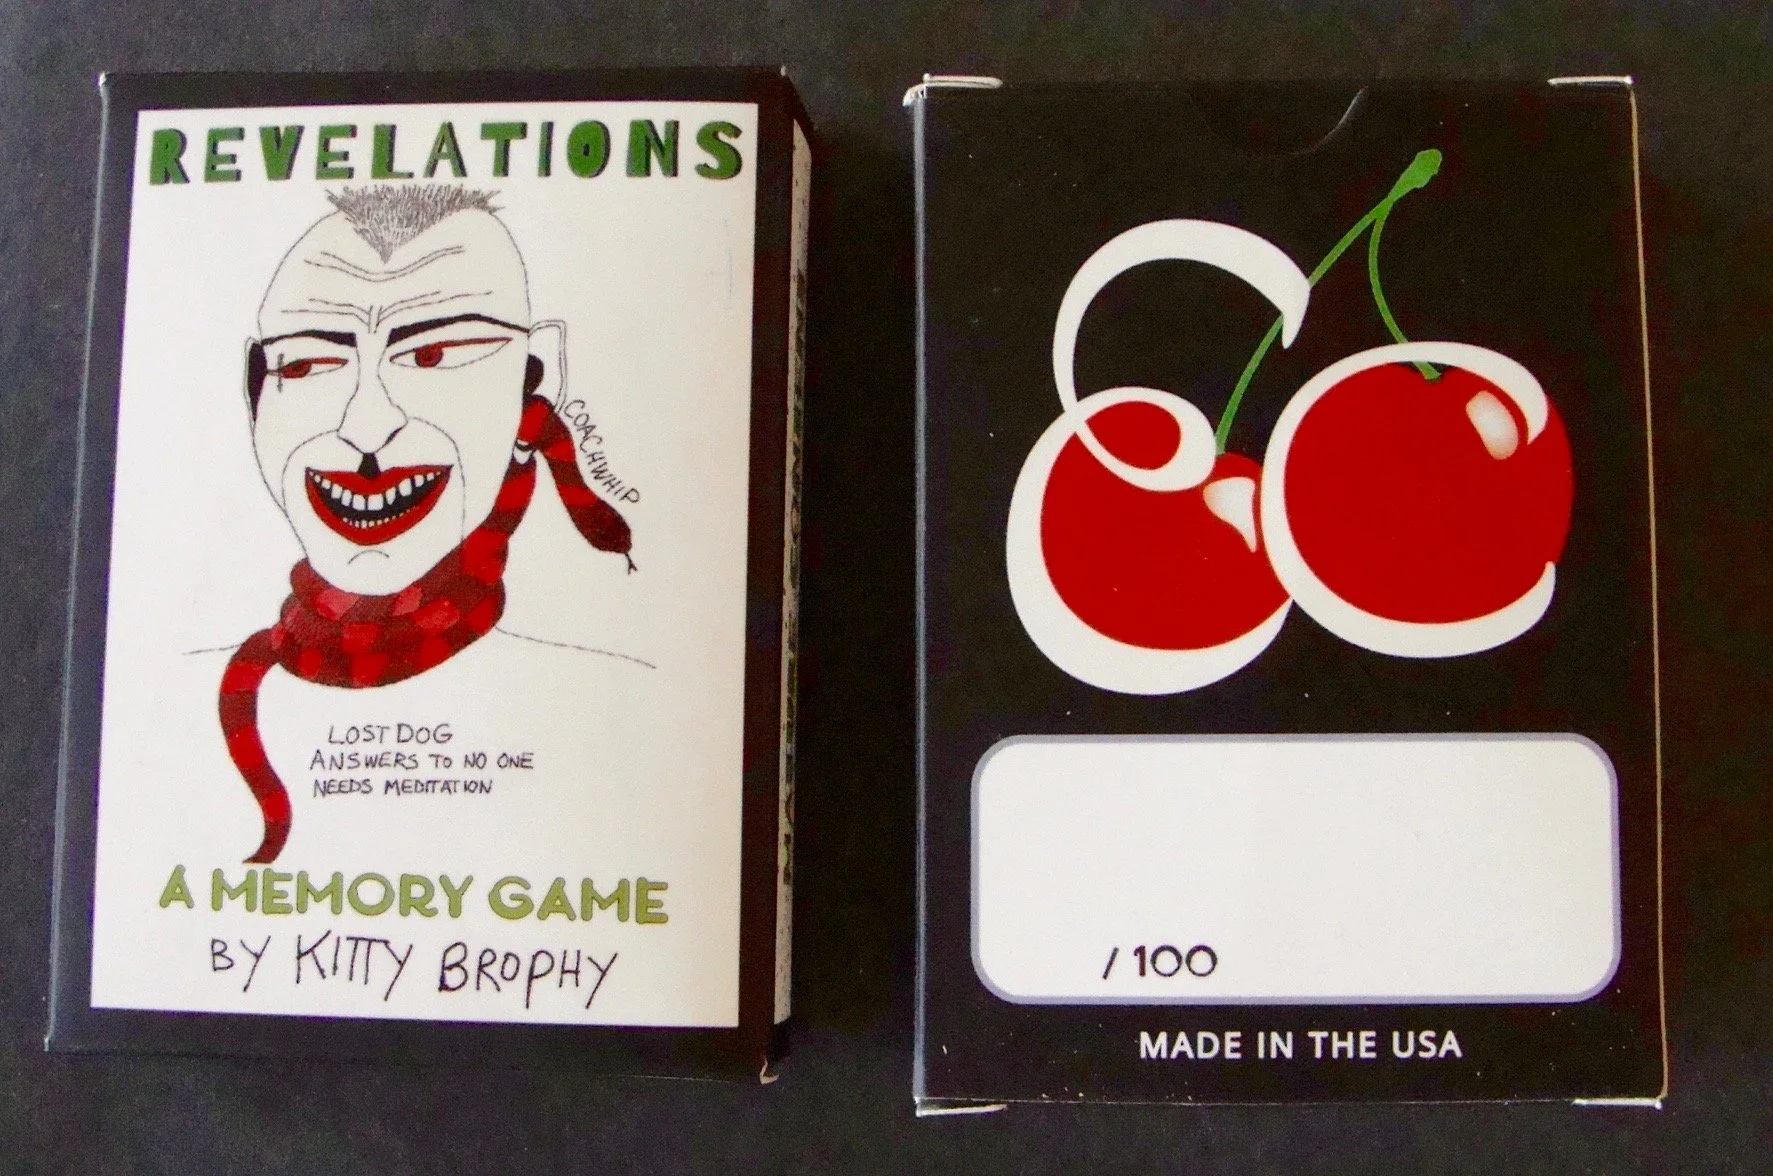 REVELATIONS
COACHWHIP
LOST DOG
ANSWERS TO NO ONE
NEEDS MEDITATION
A MEMORY GAME
BY KITTY BROPHY
/ 100
MADE IN THE USA